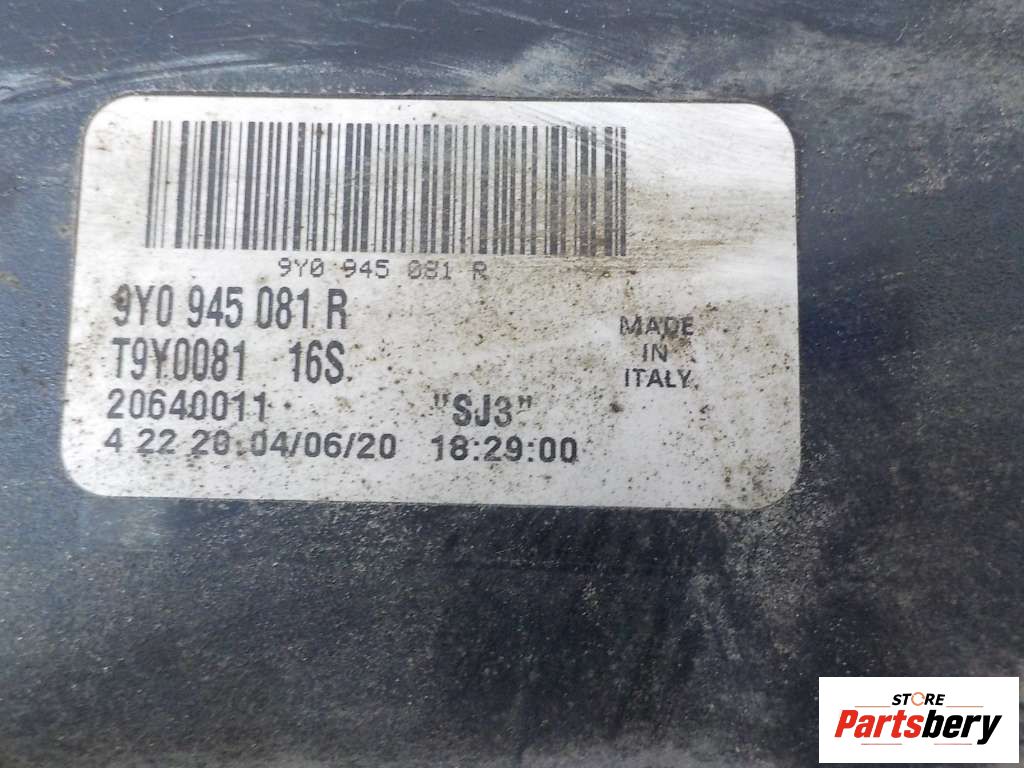 9Y0 945 081 R
9Y0 945 081 R
T9Y0081 16S
20640011 "SJ3"
4 22 20 04/06/20 18:29:00
MADE
IN
ITALY
STORE
Partsbery